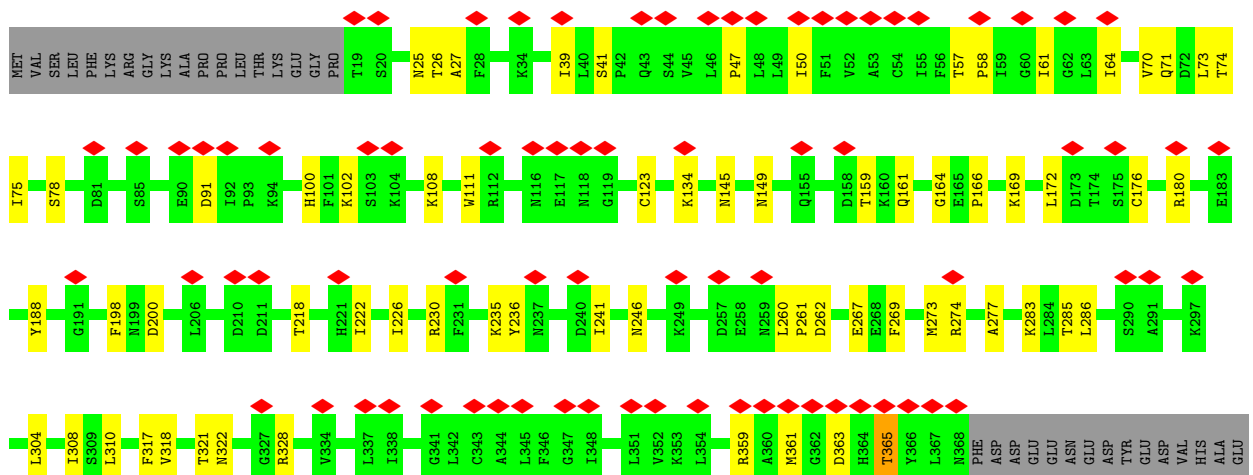 MET VAL SER LEU PHE LYS LYS ARG GLY LYS ALA PRO PRO LEU THR LYS GLU GLY PRO T19 S20 N25 T26 A27 F28 K34 I39 L40 S41 P42 Q43 S44 V45 L46 P47 L48 L49 I50 F51 V52 A53 C54 I55 F56 T57 P58 I59 G60 I61 G62 L63 I64 V70 Q71 D72 L73 T74
I75 S78 D81 S85 E90 D91 I92 P93 K94 H100 F101 K102 S103 K104 K108 W111 R112 N116 E117 N118 G119 C123 K134 N145 N149 Q155 D158 T159 K160 Q161 G164 E165 P166 K169 L172 D173 T174 S175 C176 R180 E183
Y188 G191 F198 N199 D200 L206 D210 D211 T218 H221 I222 I226 R230 F231 K235 Y236 N237 D240 I241 N246 K249 D257 E258 N259 L260 P261 D262 E267 E268 F269 M273 R274 A277 K283 L284 T285 L286 S290 A291 K297
L304 I308 S309 L310 F317 V318 T321 N322 G327 R328 V334 L337 I338 G341 L342 C343 A344 L345 F346 G347 I348 L351 V352 K353 L354 R359 A360 M361 G362 D363 H364 T365 Y366 L367 N368 PHE ASP ASP GLU GLU ASN GLU ASP TYR GLU ASP VAL HIS ALA GLU